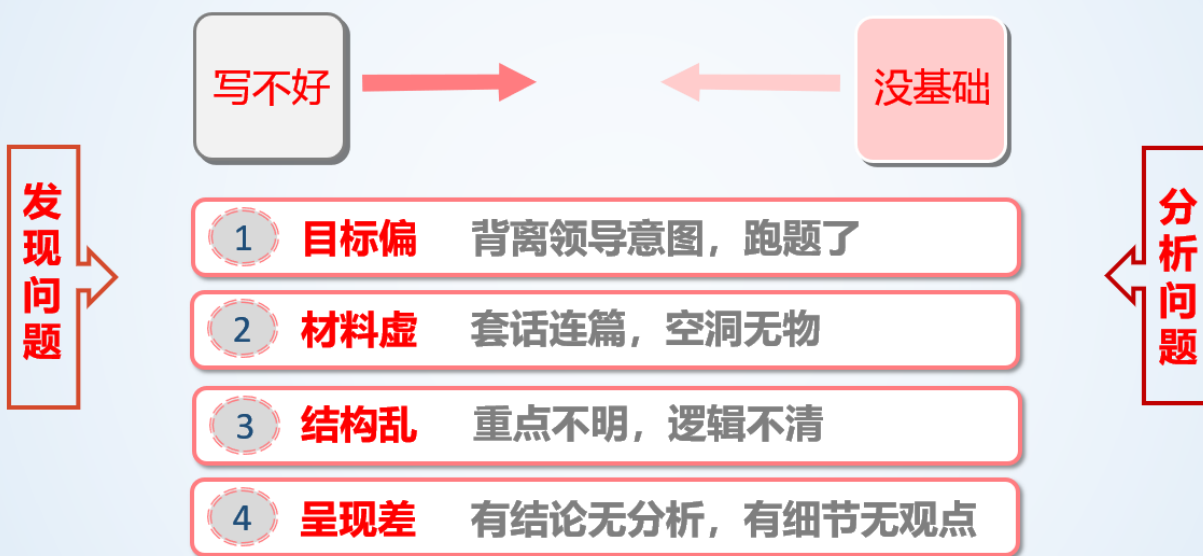 写不好
没基础
发现问题
分析问题
1 目标偏 背离领导意图，跑题了
2 材料虚 套话连篇，空洞无物
3 结构乱 重点不明，逻辑不清
4 呈现差 有结论无分析，有细节无观点